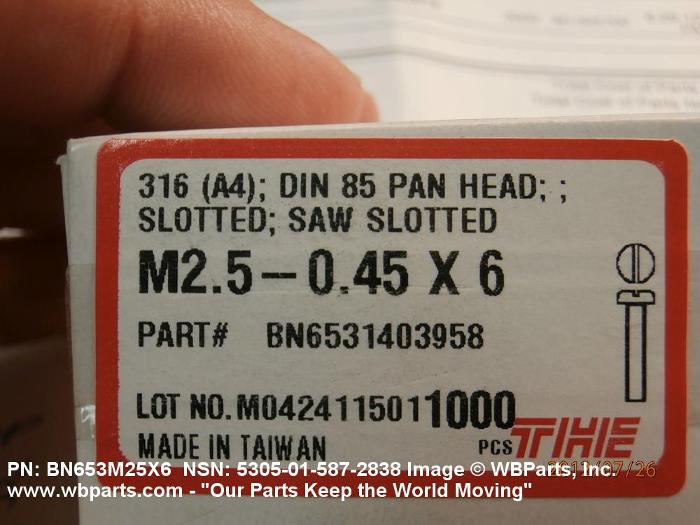 316 (A4); DIN 85 PAN HEAD; ;
SLOTTED; SAW SLOTTED
M2.5-0.45 X 6
PART# BN6531403958
LOT NO.M0424115011000
PCS TIHE
MADE IN TAIWAN
PN: BN653M25X6 NSN: 5305-01-587-2838 Image © WBParts, Inc.
www.wbparts.com - "Our Parts Keep the World Moving"